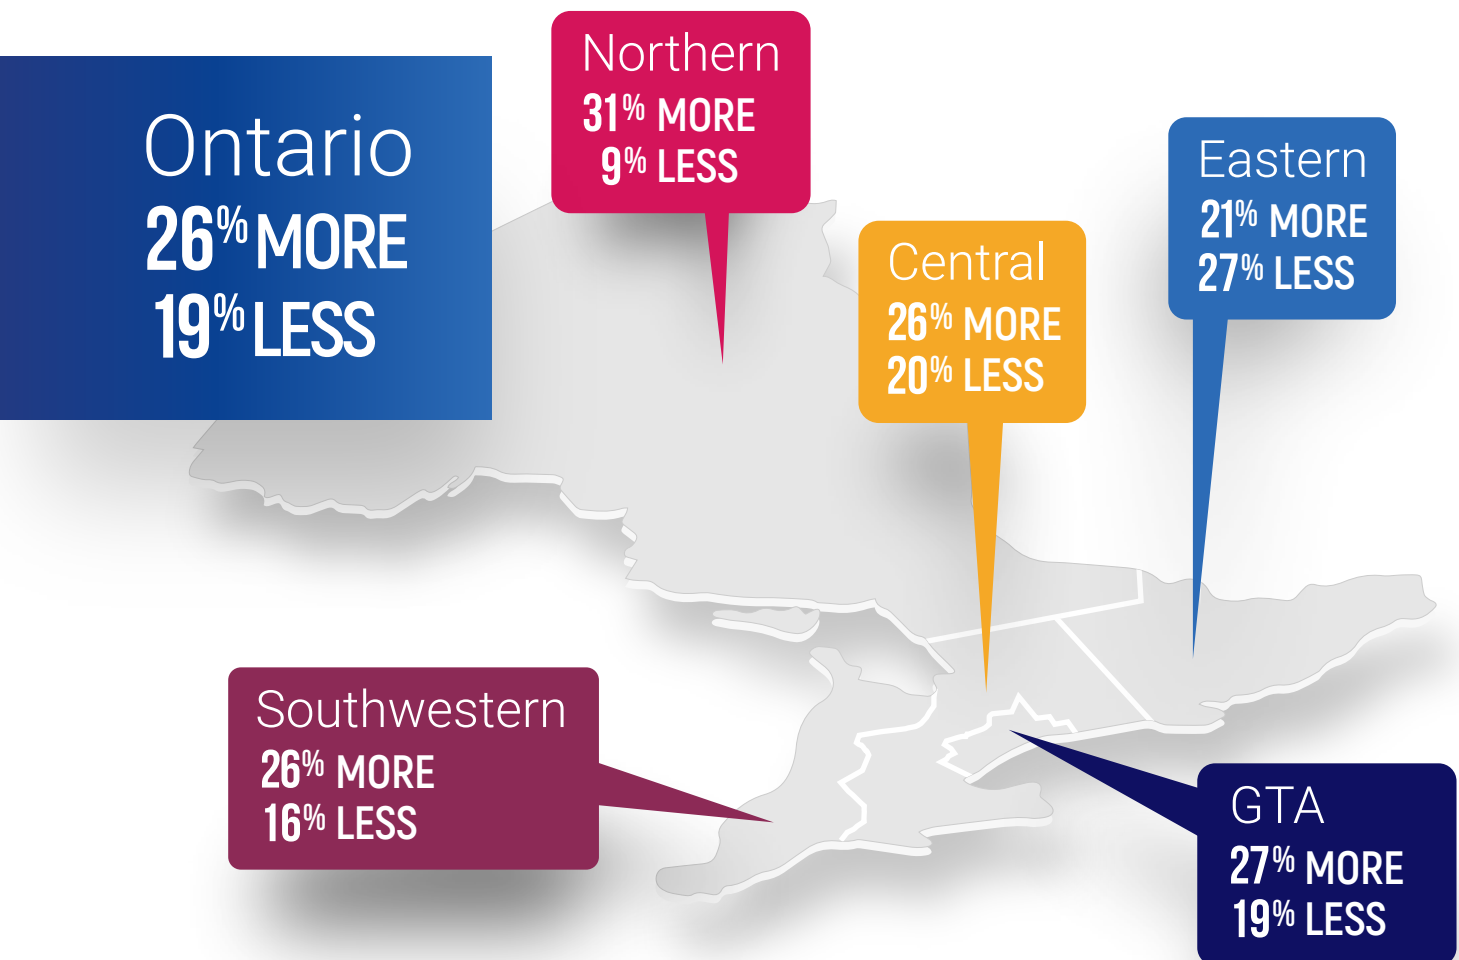 Ontario
26% MORE
19% LESS
Northern
31% MORE
9% LESS
Central
26% MORE
20% LESS
Eastern
21% MORE
27% LESS
Southwestern
26% MORE
16% LESS
GTA
27% MORE
19% LESS